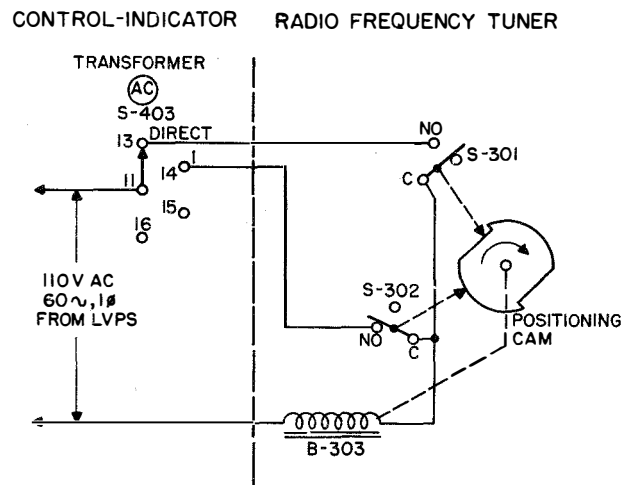 CONTROL-INDICATOR RADIO FREQUENCY TUNER
TRANSFORMER
AC
S-403
13 DIRECT
NO
S-301
14 1
11
C
15
16
110V AC
60~, 1ø
FROM LVPS
S-302
NO
C
POSITIONING
CAM
B-303